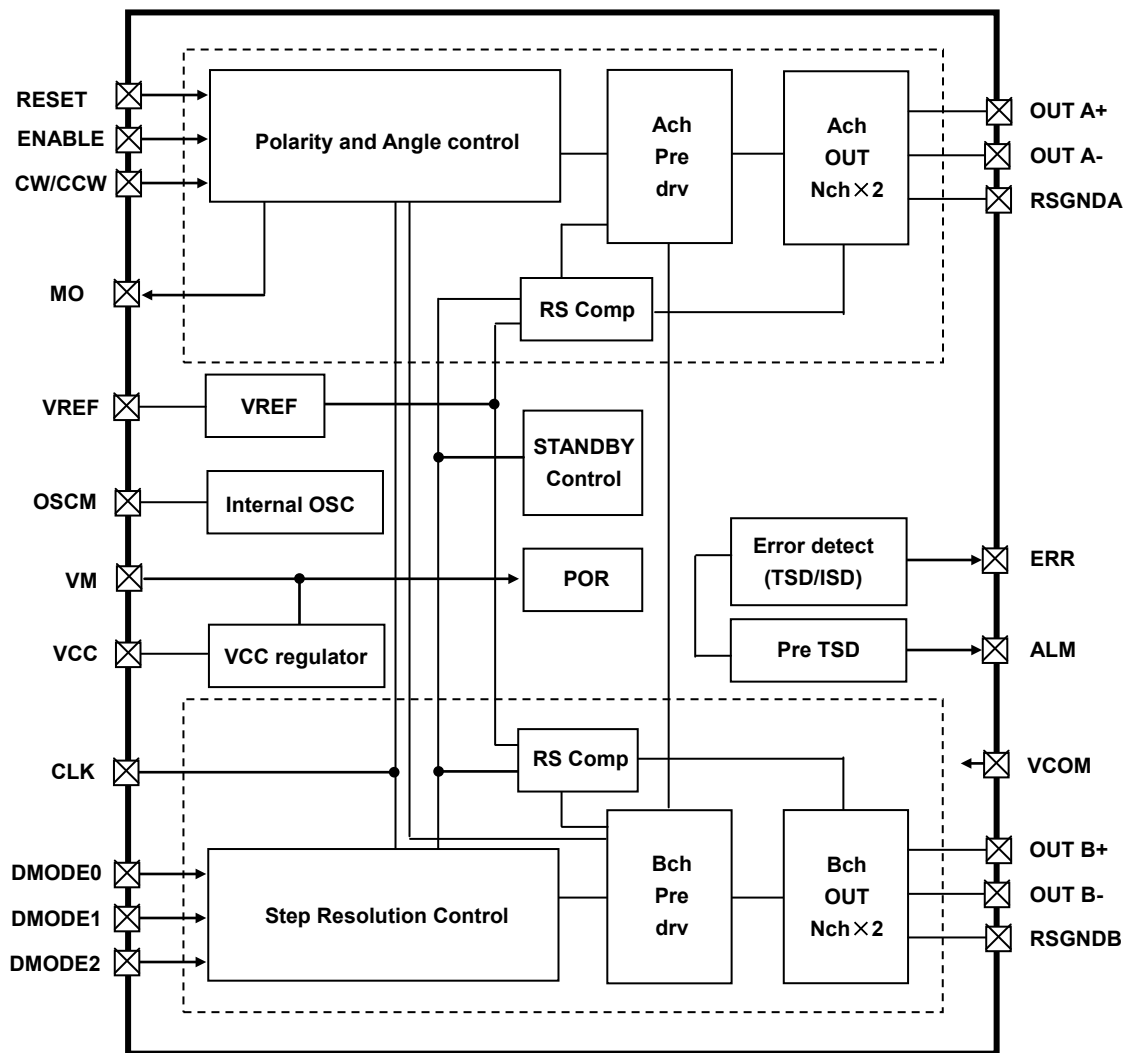 RESET
ENABLE
CW/CCW
MO
VREF
OSCM
VM
VCC
CLK
DMODE0
DMODE1
DMODE2
Polarity and Angle control
Ach
Pre
drv
Ach
OUT
Nch×2
RS Comp
VREF
STANDBY
Control
Internal OSC
POR
VCC regulator
Error detect
(TSD/ISD)
Pre TSD
RS Comp
Step Resolution Control
Bch
Pre
drv
Bch
OUT
Nch×2
OUT A+
OUT A-
RSGNDA
ERR
ALM
VCOM
OUT B+
OUT B-
RSGNDB